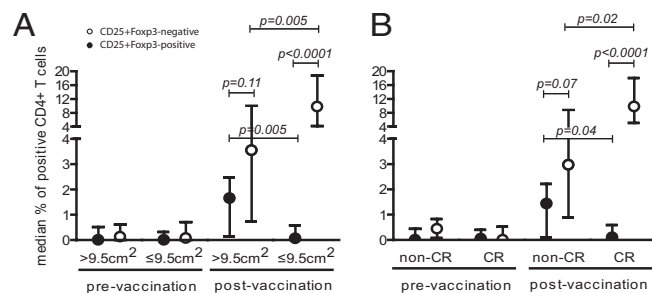 A
CD25+Foxp3-negative
CD25+Foxp3-positive
median % of positive CD4+ T cells
20
16
12
8
4
4
3
2
1
0
p=0.005
p<0.0001
p=0.11
p=0.005
>9.5cm²
≤9.5cm²
>9.5cm²
≤9.5cm²
pre-vaccination
post-vaccination
B
20
16
12
8
4
4
3
2
1
0
p=0.02
p<0.0001
p=0.07
p=0.04
non-CR
CR
non-CR
CR
pre-vaccination
post-vaccination